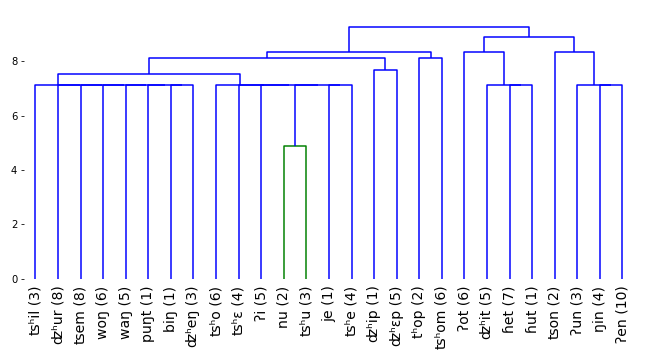 8
6
4
2
0
tsʰil (3)
dʑʰur (8)
tsem (8)
woŋ (6)
waŋ (5)
puŋt (1)
biŋ (1)
dʑʰeŋ (3)
tsʰo (6)
tsʰɛ (4)
ʔi (5)
nu (2)
tsʰu (3)
je (1)
tsʰe (4)
dʑʰip (1)
dʑʰɛp (5)
tʰop (2)
tsʰom (6)
ʔot (6)
dʑʰit (5)
ɦet (7)
ɦut (1)
tson (2)
ʔun (3)
ŋin (4)
ʔen (10)